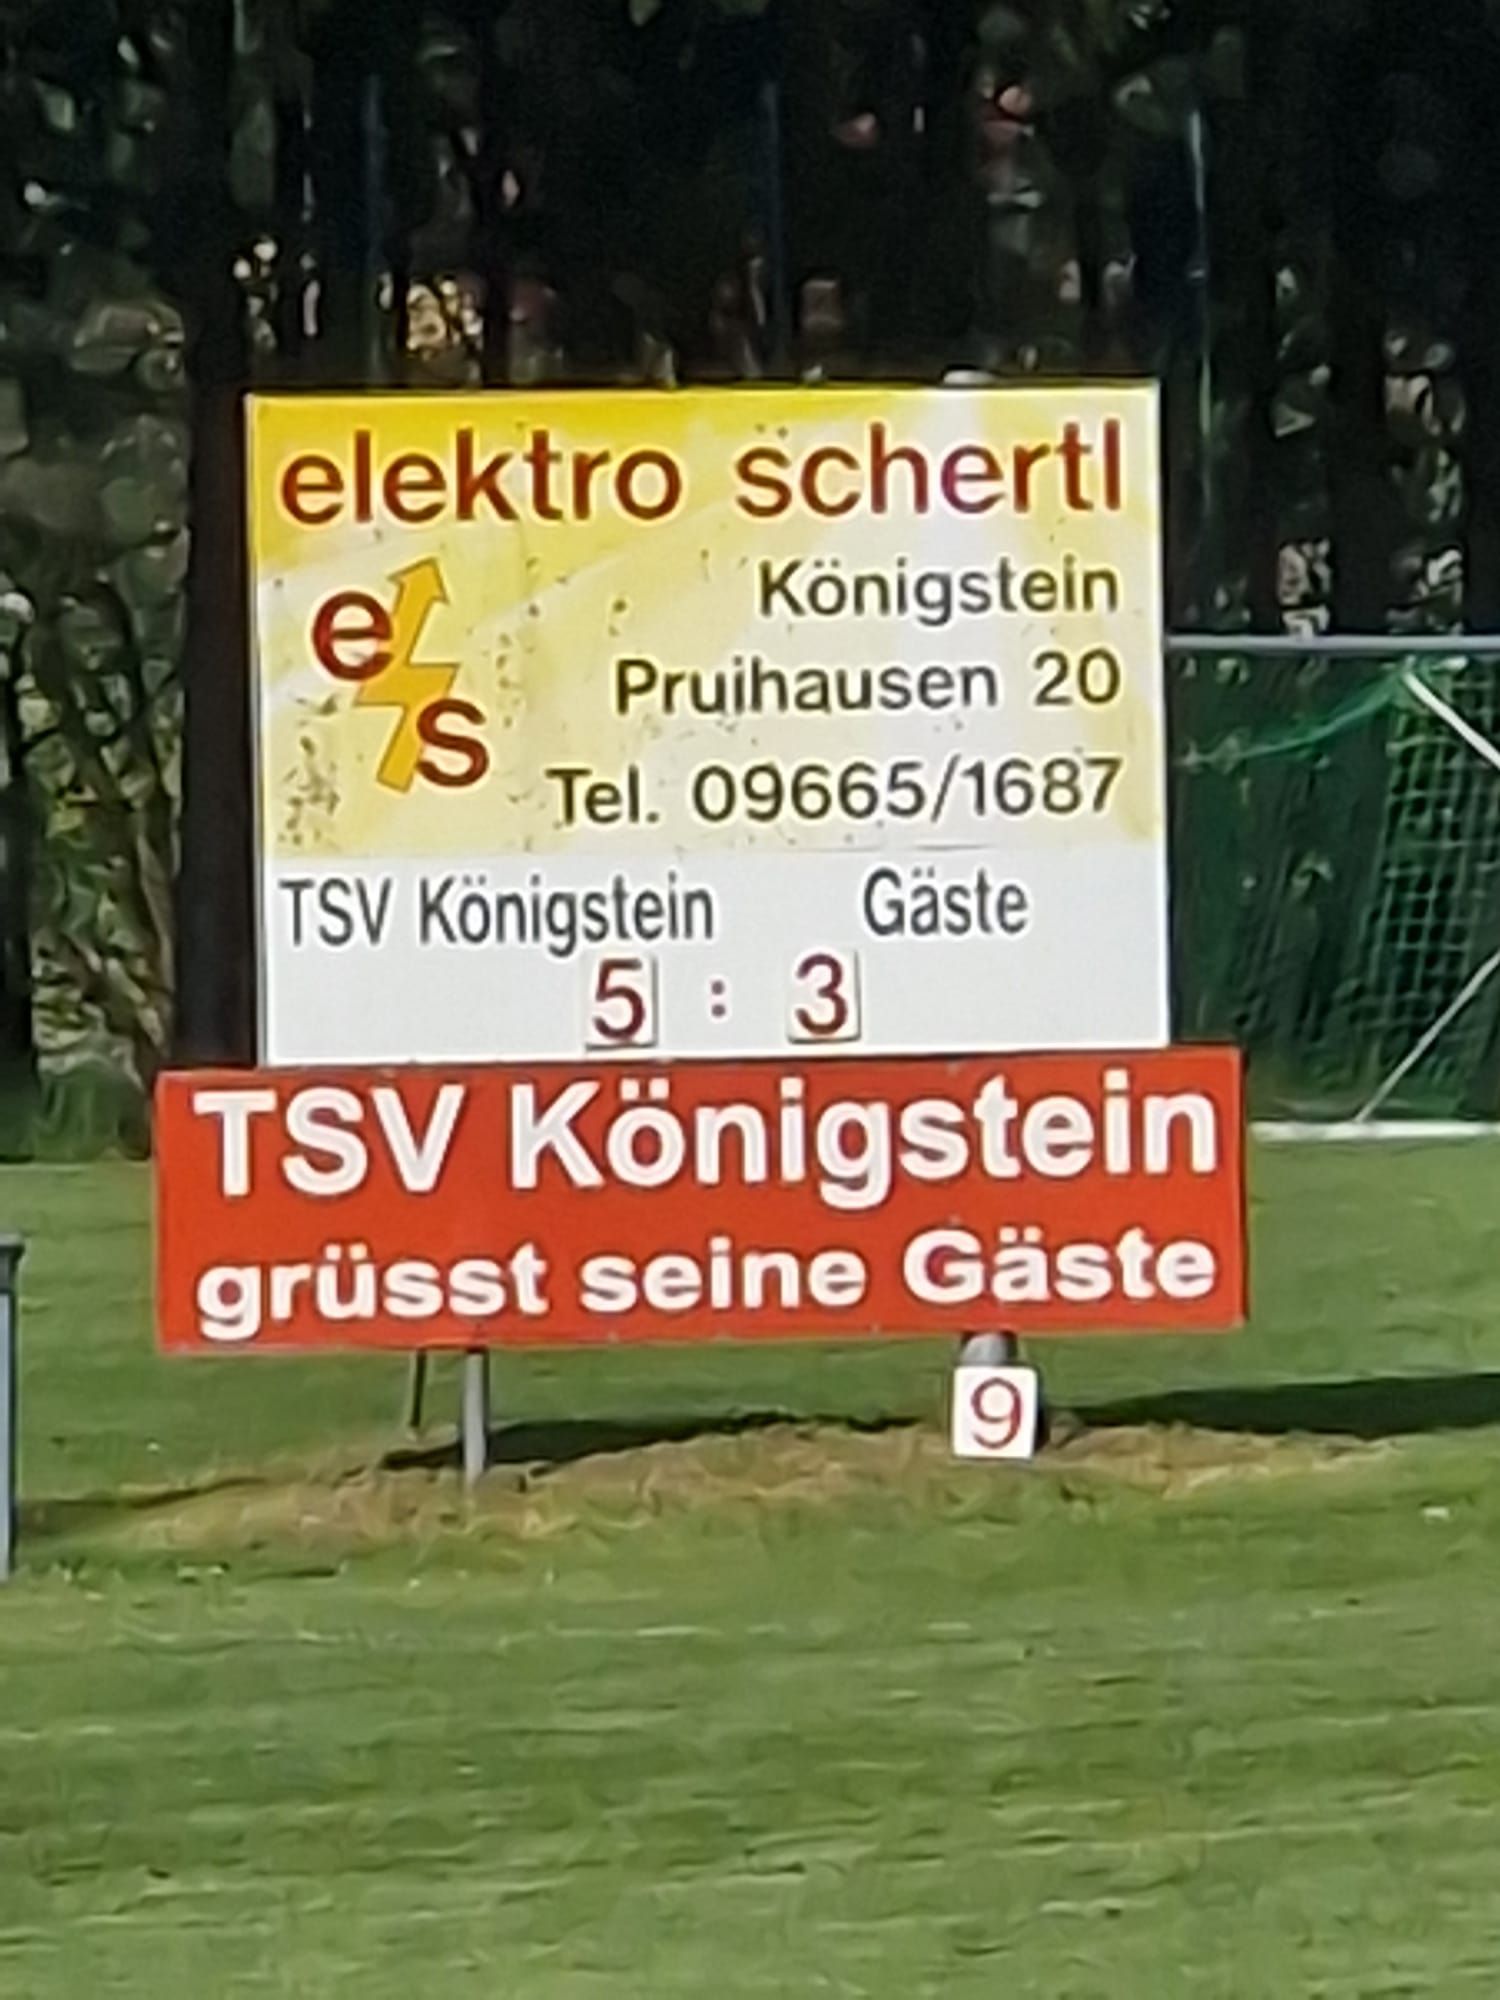 elektro schertl
e
s
Königstein
Pruihausen 20
Tel. 09665/1687
TSV Königstein Gäste
5 : 3
TSV Königstein
grüsst seine Gäste
9